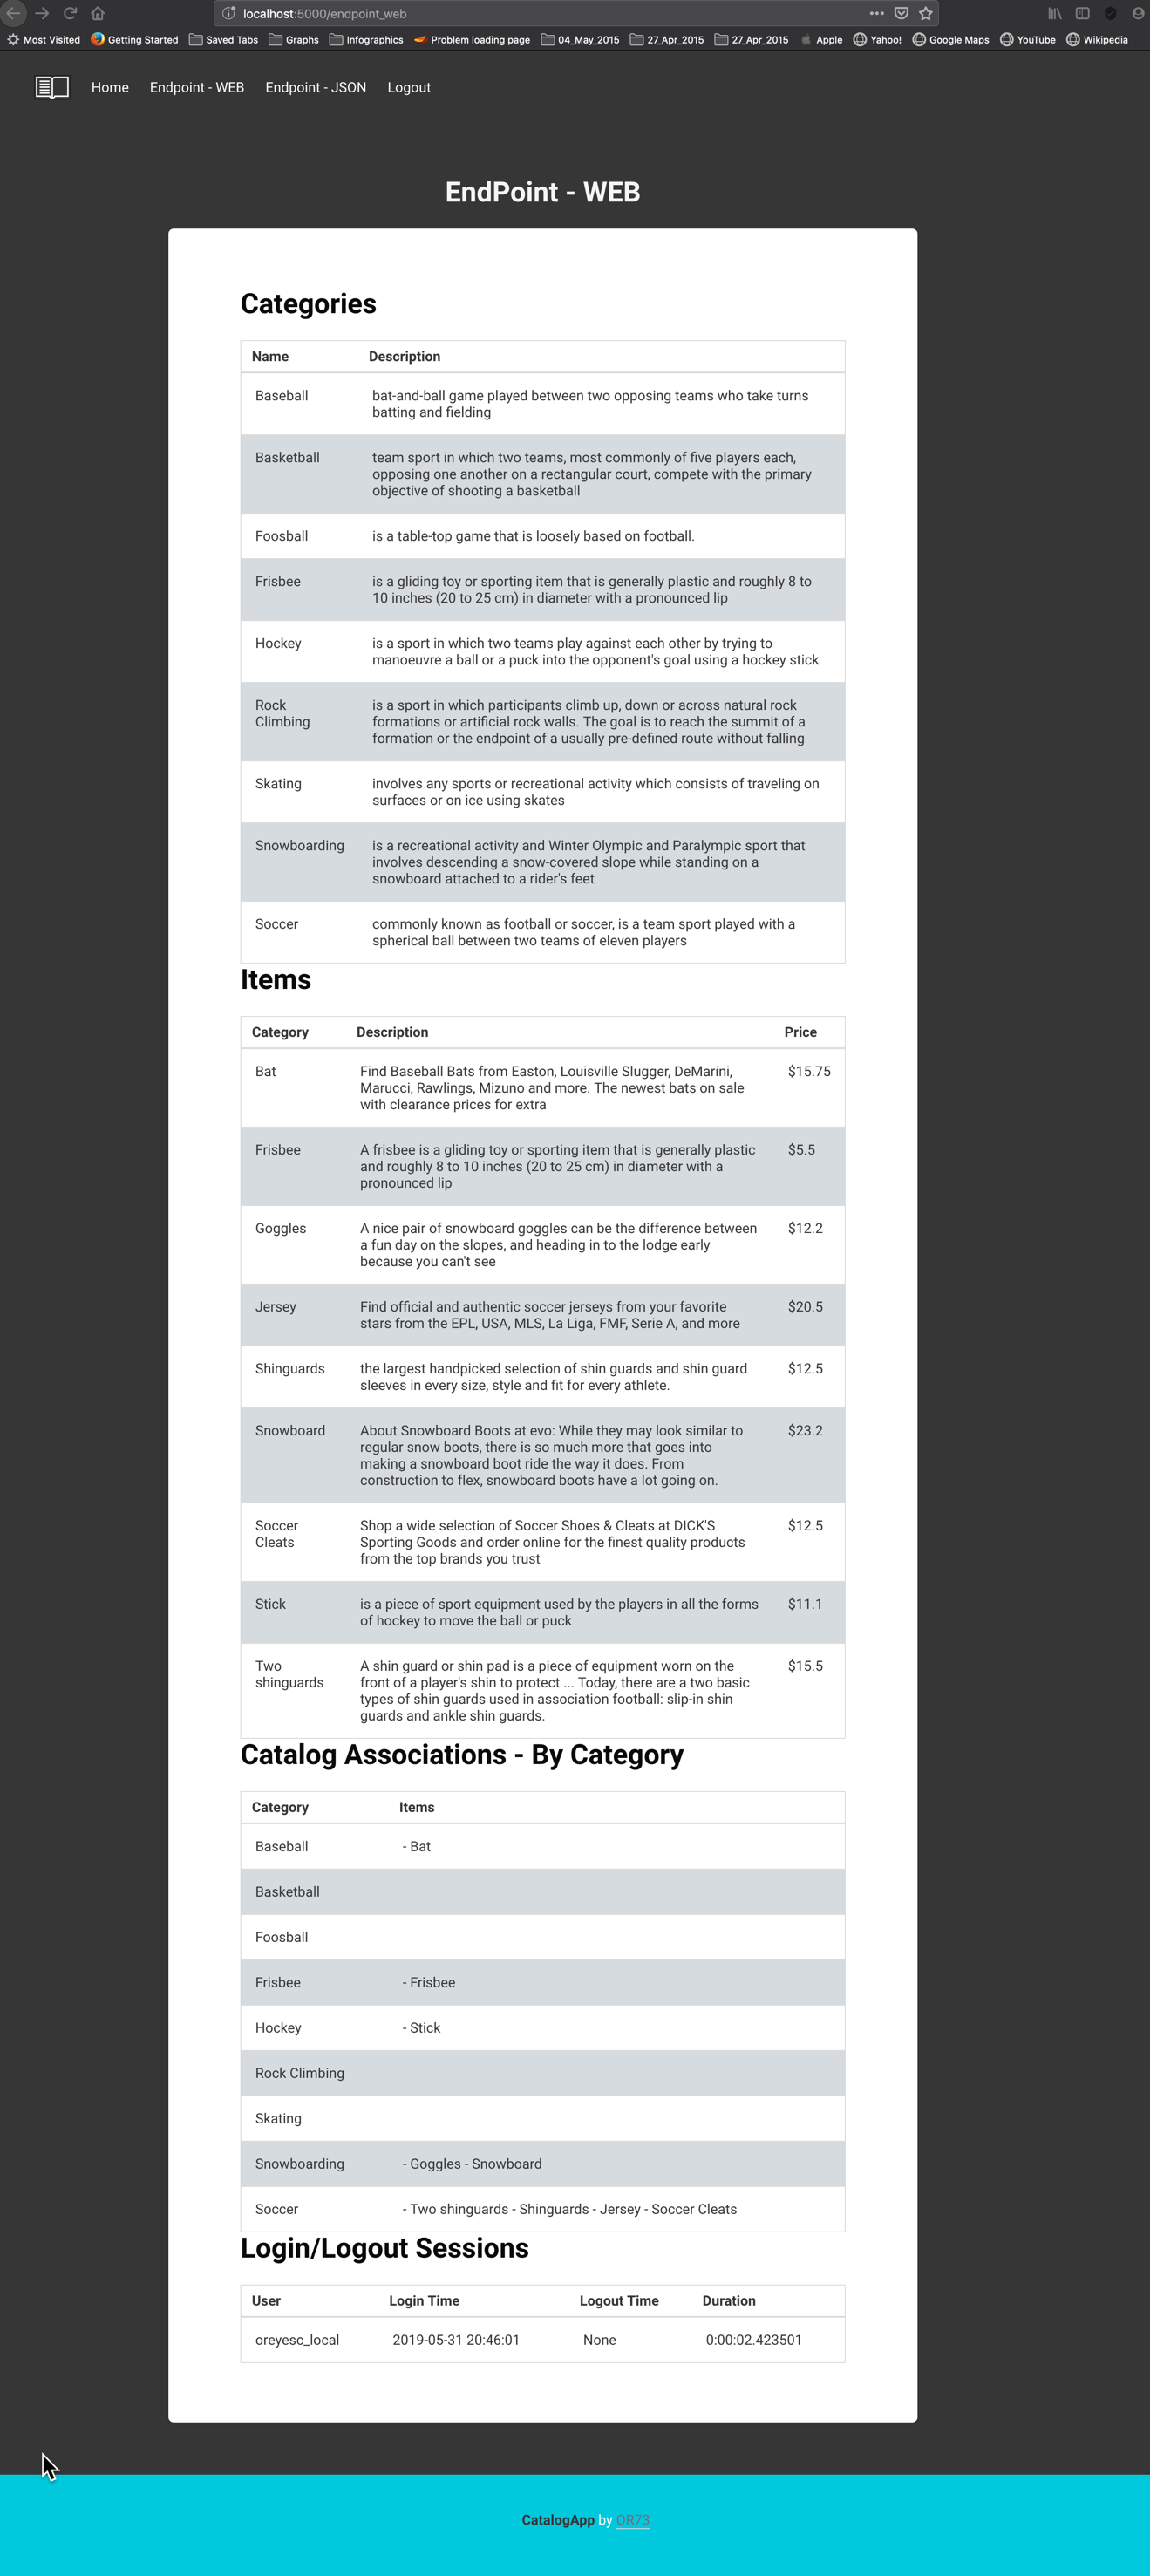 localhost:5000/endpoint_web
Most Visited Getting Started Saved Tabs Graphs Infographics Problem loading page 04_May_2015 27_Apr_2015 27_Apr_2015 Apple Yahoo! Google Maps YouTube Wikipedia
Home Endpoint - WEB Endpoint - JSON Logout
EndPoint - WEB
Categories
Name Description
Baseball bat-and-ball game played between two opposing teams who take turns
batting and fielding
Basketball team sport in which two teams, most commonly of five players each,
opposing one another on a rectangular court, compete with the primary
objective of shooting a basketball
Foosball is a table-top game that is loosely based on football.
Frisbee is a gliding toy or sporting item that is generally plastic and roughly 8 to
10 inches (20 to 25 cm) in diameter with a pronounced lip
Hockey is a sport in which two teams play against each other by trying to
manoeuvre a ball or a puck into the opponent's goal using a hockey stick
Rock is a sport in which participants climb up, down or across natural rock
Climbing formations or artificial rock walls. The goal is to reach the summit of a
formation or the endpoint of a usually pre-defined route without falling
Skating involves any sports or recreational activity which consists of traveling on
surfaces or on ice using skates
Snowboarding is a recreational activity and Winter Olympic and Paralympic sport that
involves descending a snow-covered slope while standing on a
snowboard attached to a rider's feet
Soccer commonly known as football or soccer, is a team sport played with a
spherical ball between two teams of eleven players
Items
Category Description Price
Bat Find Baseball Bats from Easton, Louisville Slugger, DeMarini, $15.75
Marucci, Rawlings, Mizuno and more. The newest bats on sale
with clearance prices for extra
Frisbee A frisbee is a gliding toy or sporting item that is generally plastic $5.5
and roughly 8 to 10 inches (20 to 25 cm) in diameter with a
pronounced lip
Goggles A nice pair of snowboard goggles can be the difference between $12.2
a fun day on the slopes, and heading in to the lodge early
because you can't see
Jersey Find official and authentic soccer jerseys from your favorite $20.5
stars from the EPL, USA, MLS, La Liga, FMF, Serie A, and more
Shinguards the largest handpicked selection of shin guards and shin guard $12.5
sleeves in every size, style and fit for every athlete.
Snowboard About Snowboard Boots at evo: While they may look similar to $23.2
regular snow boots, there is so much more that goes into
making a snowboard boot ride the way it does. From
construction to flex, snowboard boots have a lot going on.
Soccer Shop a wide selection of Soccer Shoes & Cleats at DICK'S $12.5
Cleats Sporting Goods and order online for the finest quality products
from the top brands you trust
Stick is a piece of sport equipment used by the players in all the forms $11.1
of hockey to move the ball or puck
Two A shin guard or shin pad is a piece of equipment worn on the $15.5
shinguards front of a player's shin to protect ... Today, there are a two basic
types of shin guards used in association football: slip-in shin
guards and ankle shin guards.
Catalog Associations - By Category
Category Items
Baseball - Bat
Basketball
Foosball
Frisbee - Frisbee
Hockey - Stick
Rock Climbing
Skating
Snowboarding - Goggles - Snowboard
Soccer - Two shinguards - Shinguards - Jersey - Soccer Cleats
Login/Logout Sessions
User Login Time Logout Time Duration
oreyesc_local 2019-05-31 20:46:01 None 0:00:02.423501
CatalogApp by OR73